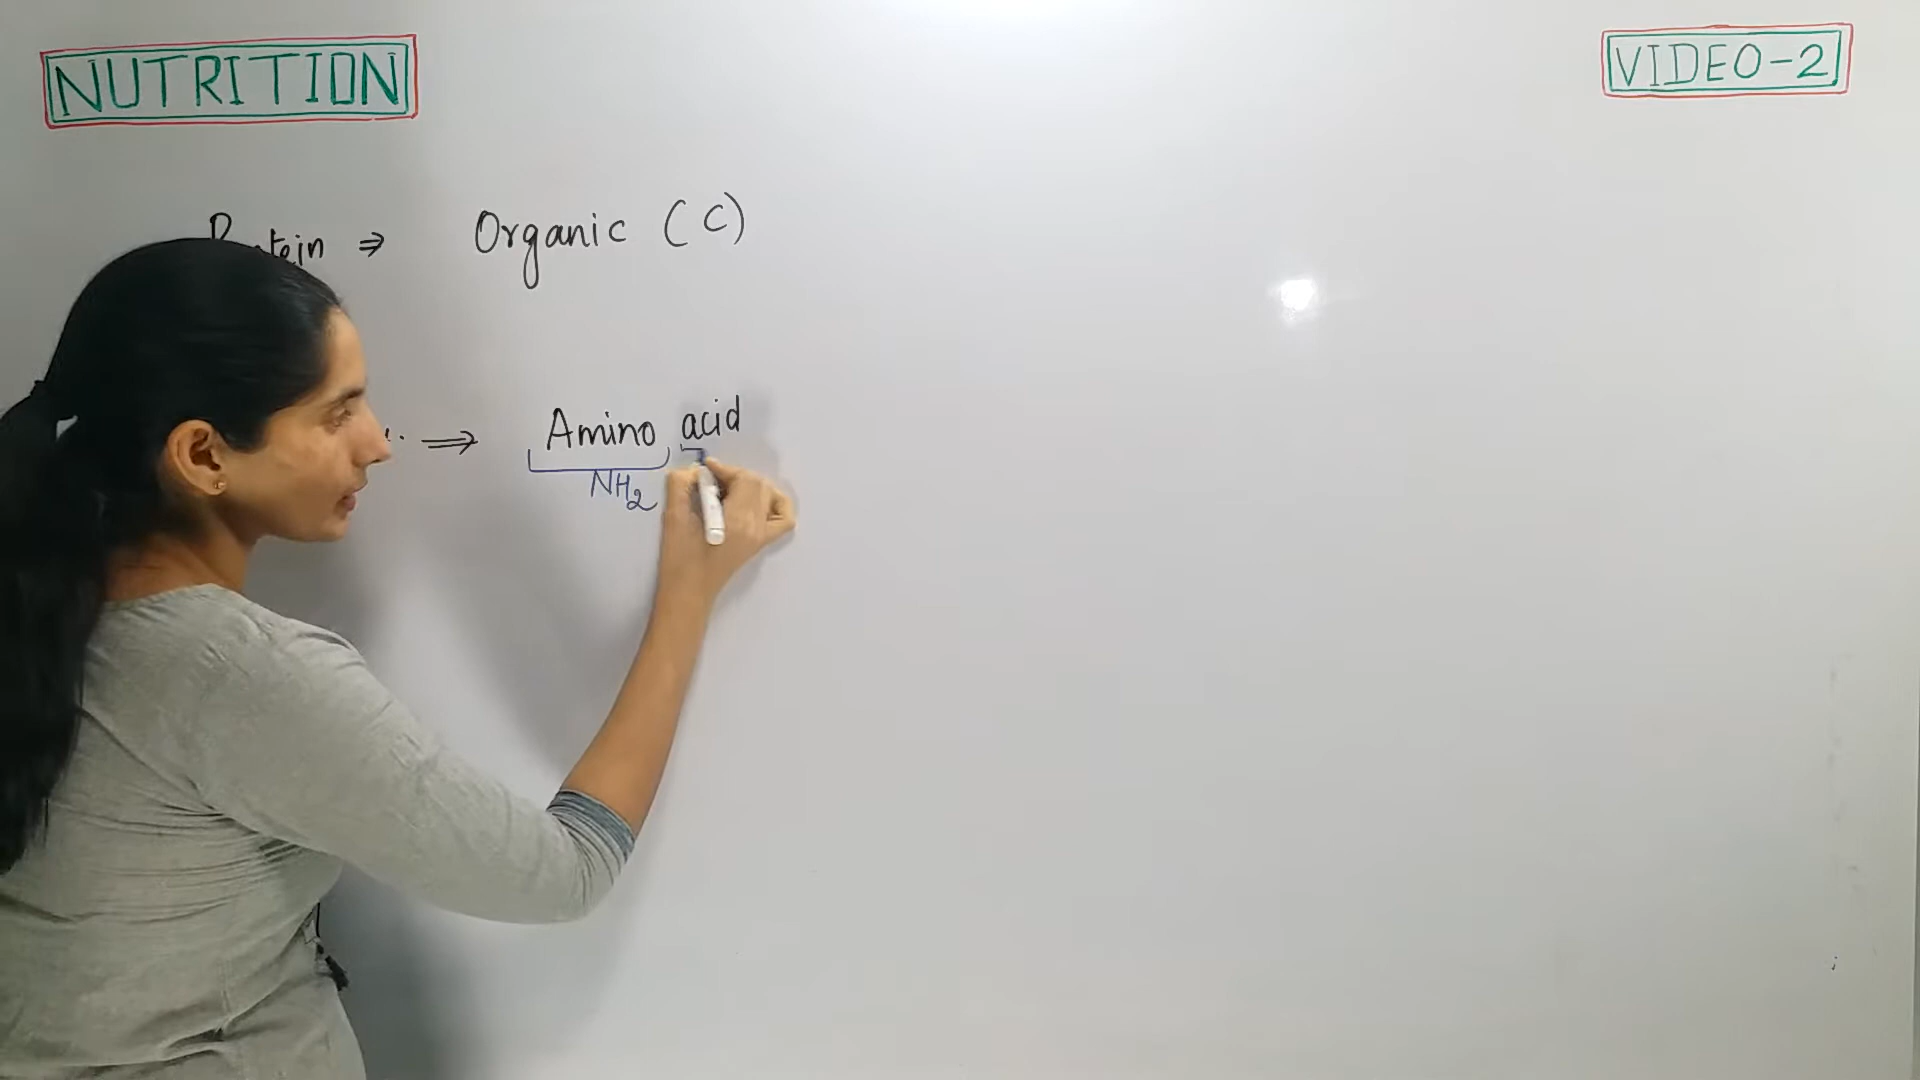 NUTRITION
VIDEO-2
Protein ⇒ Organic (C)
⇒ Amino acid
NH2